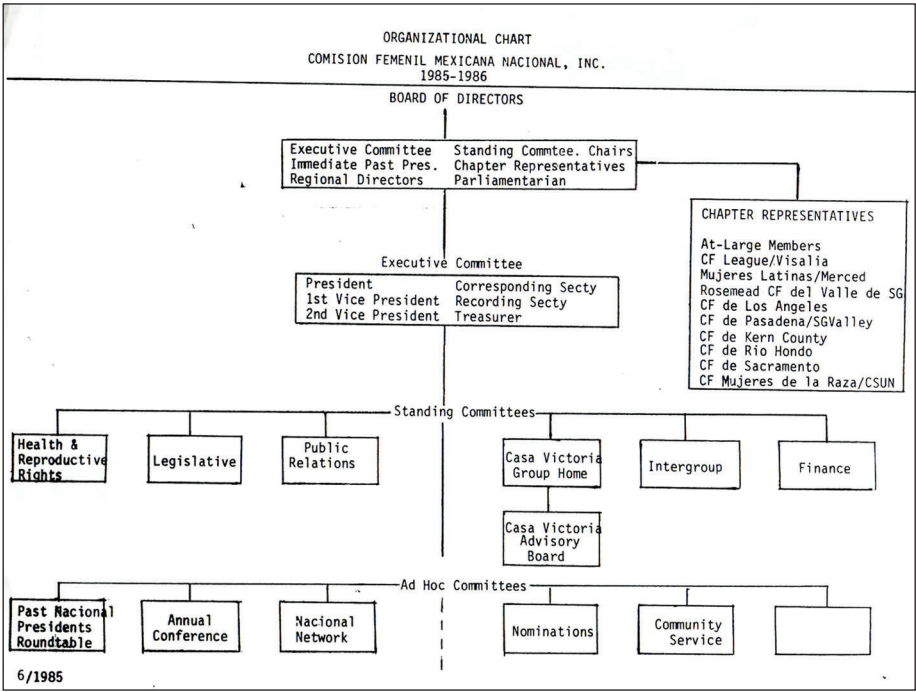 ORGANIZATIONAL CHART
COMISION FEMENIL MEXICANA NACIONAL, INC.
1985-1986
BOARD OF DIRECTORS
Executive Committee Standing Commtee. Chairs
Immediate Past Pres. Chapter Representatives
Regional Directors Parliamentarian
CHAPTER REPRESENTATIVES
At-Large Members
CF League/Visalia
Mujeres Latinas/Merced
Rosemead CF del Valle de SG
CF de Los Angeles
CF de Pasadena/SGValley
CF de Kern County
CF de Rio Hondo
CF de Sacramento
CF Mujeres de la Raza/CSUN
Executive Committee
President Corresponding Secty
1st Vice President Recording Secty
2nd Vice President Treasurer
Standing Committees
Health &
Reproductive
Rights
Legislative
Public
Relations
Casa Victoria
Group Home
Intergroup
Finance
Casa Victoria
Advisory
Board
Ad Hoc Committees
Past Nacional
Presidents
Roundtable
Annual
Conference
Nacional
Network
Nominations
Community
Service
6/1985